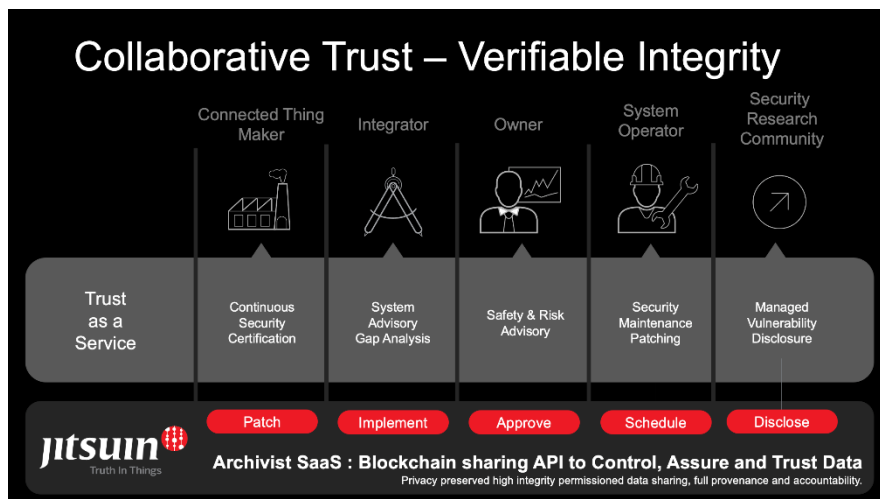 Collaborative Trust – Verifiable Integrity
Connected Thing
Maker
Integrator
Owner
System
Operator
Security
Research
Community
Trust
as a
Service
Continuous
Security
Certification
System
Advisory
Gap Analysis
Safety & Risk
Advisory
Security
Maintenance
Patching
Managed
Vulnerability
Disclosure
Patch
Implement
Approve
Schedule
Disclose
jitsuin
Truth In Things
Archivist SaaS : Blockchain sharing API to Control, Assure and Trust Data
Privacy preserved high integrity permissioned data sharing, full provenance and accountability.